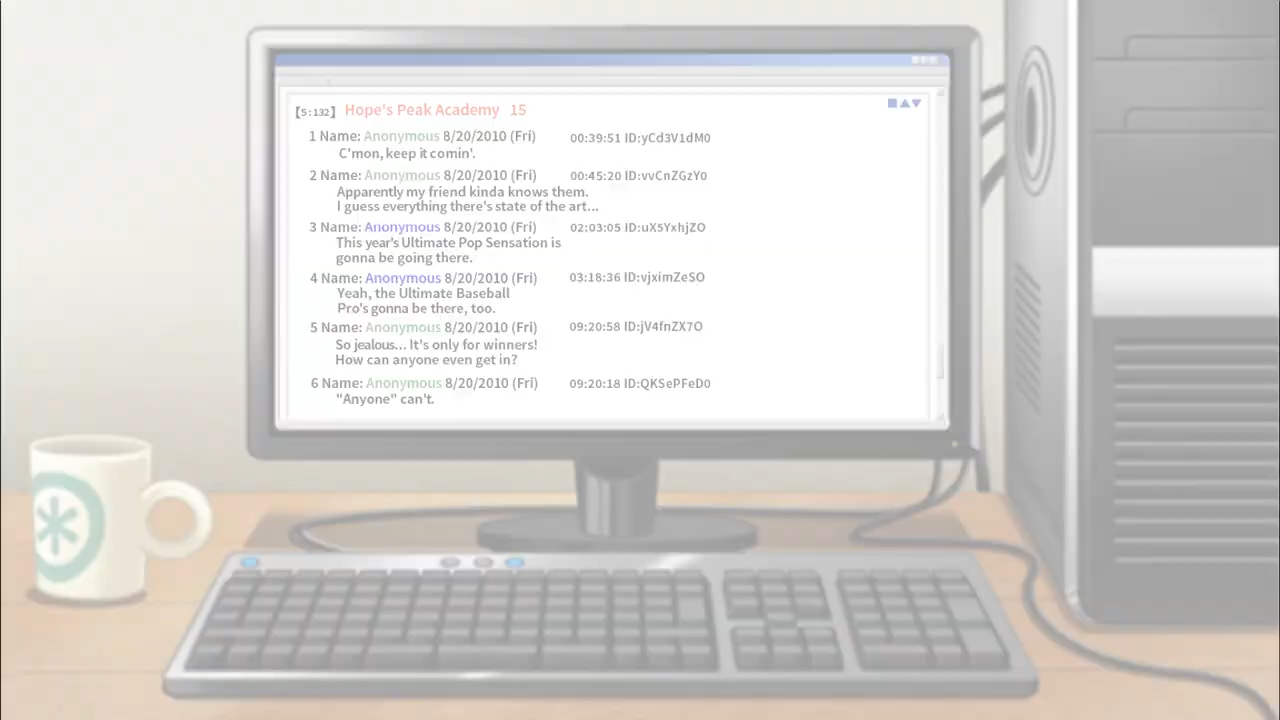 【5:132】 Hope's Peak Academy 15
1 Name: Anonymous 8/20/2010 (Fri) 00:39:51 ID:yCd3V1dM0
C'mon, keep it comin'.
2 Name: Anonymous 8/20/2010 (Fri) 00:45:20 ID:vvCnZGzY0
Apparently my friend kinda knows them.
I guess everything there's state of the art...
3 Name: Anonymous 8/20/2010 (Fri) 02:03:05 ID:uX5YxhjZO
This year's Ultimate Pop Sensation is
gonna be going there.
4 Name: Anonymous 8/20/2010 (Fri) 03:18:36 ID:vjximZeSO
Yeah, the Ultimate Baseball
Pro's gonna be there, too.
5 Name: Anonymous 8/20/2010 (Fri) 09:20:58 ID:jV4fnZX7O
So jealous... It's only for winners!
How can anyone even get in?
6 Name: Anonymous 8/20/2010 (Fri) 09:20:18 ID:QKSePFeD0
"Anyone" can't.